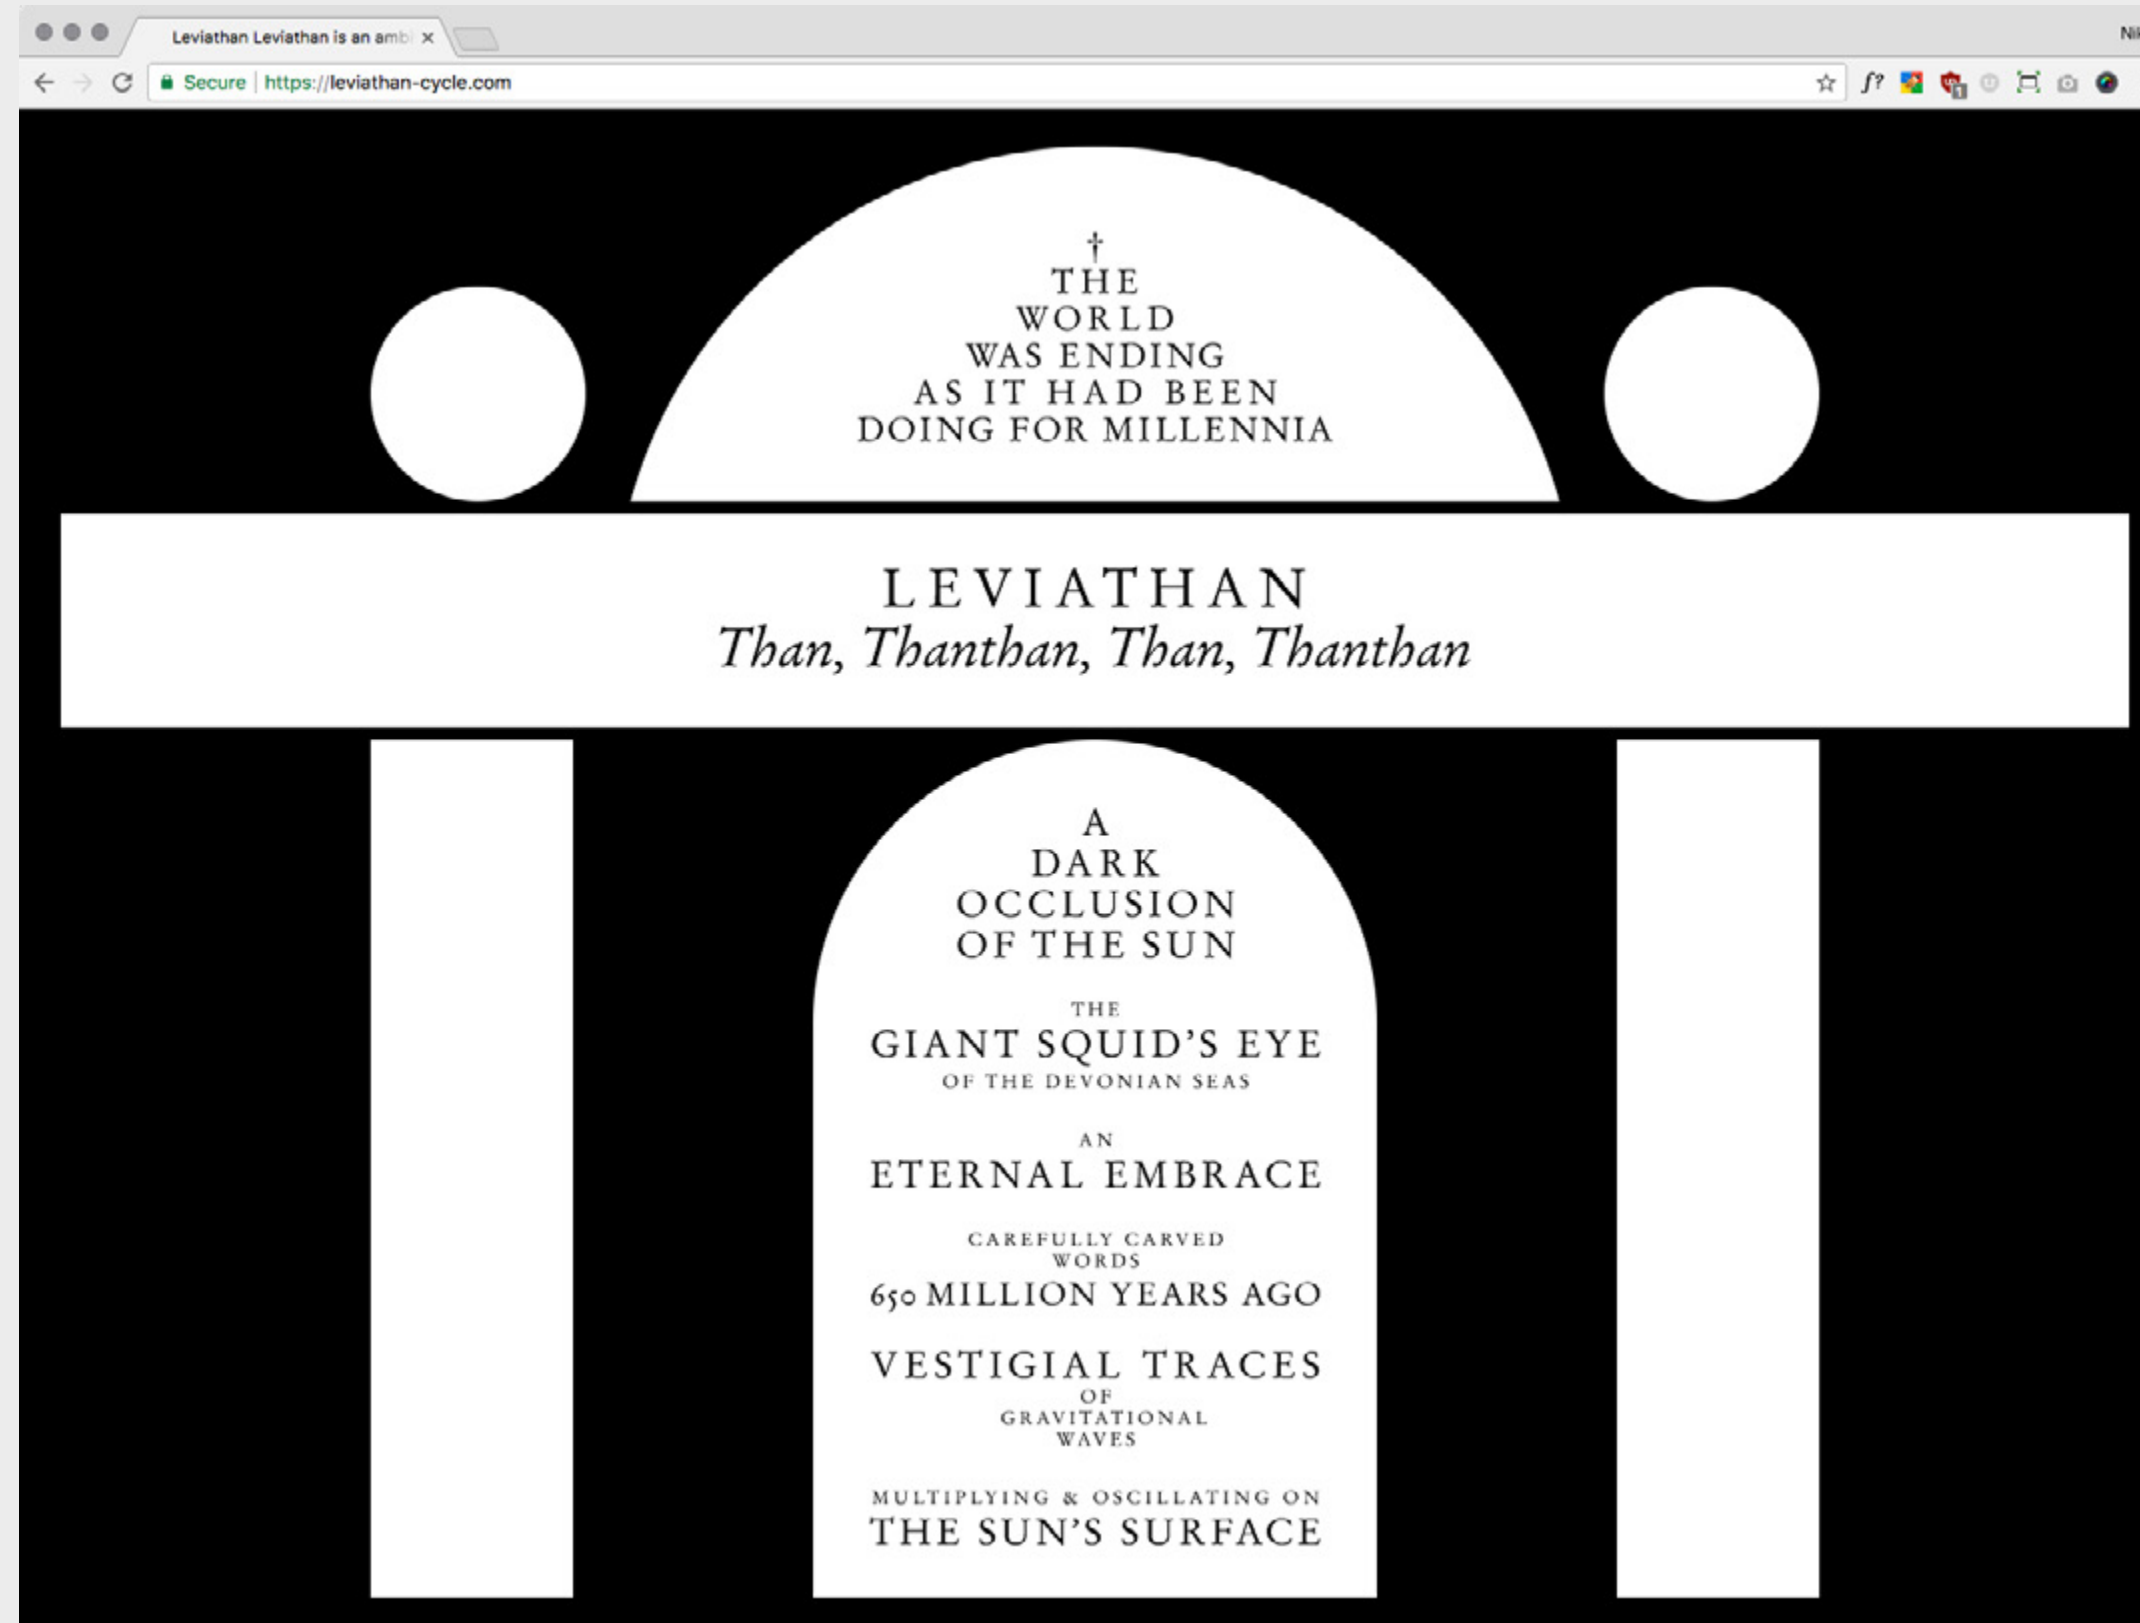 Leviathan Leviathan is an amb
Secure https://leviathan-cycle.com
f?
1
†
THE
WORLD
WAS ENDING
AS IT HAD BEEN
DOING FOR MILLENNIA
LEVIATHAN
Than, Thanthan, Than, Thanthan
A
DARK
OCCLUSION
OF THE SUN
THE
GIANT SQUID’S EYE
OF THE DEVONIAN SEAS
AN
ETERNAL EMBRACE
CAREFULLY CARVED
WORDS
650 MILLION YEARS AGO
VESTIGIAL TRACES
OF
GRAVITATIONAL
WAVES
MULTIPLYING & OSCILLATING ON
THE SUN’S SURFACE